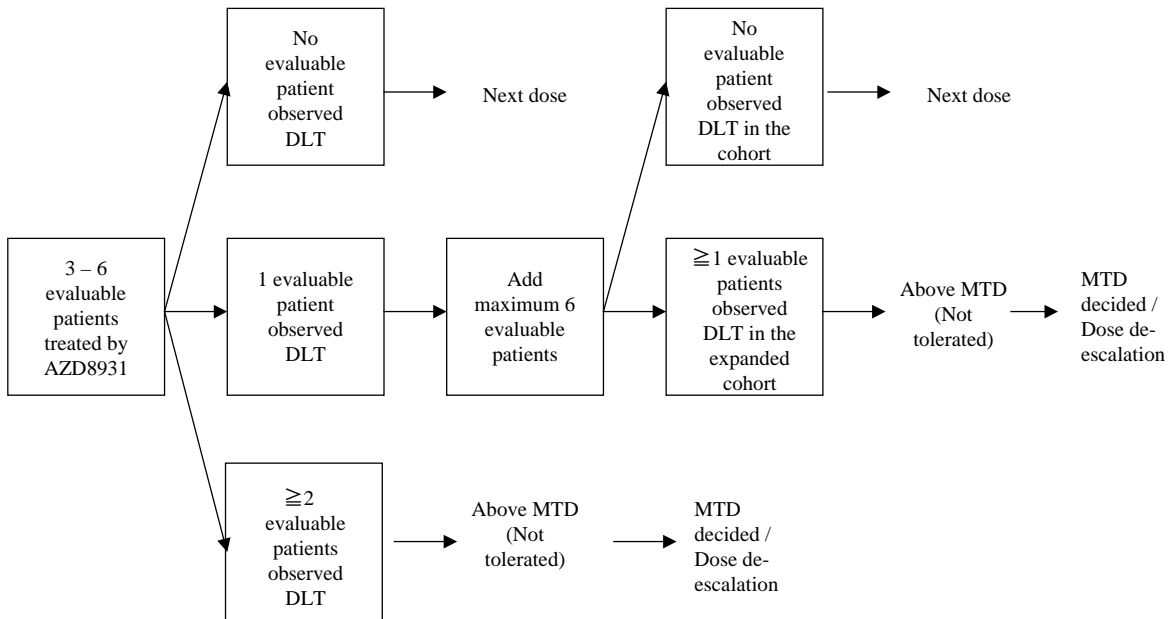 No
evaluable
patient
observed
DLT
Next dose
No
evaluable
patient
observed
DLT in the
cohort
Next dose
3 – 6
evaluable
patients
treated by
AZD8931
1 evaluable
patient
observed
DLT
Add
maximum 6
evaluable
patients
≧1 evaluable
patients
observed
DLT in the
expanded
cohort
Above MTD
(Not
tolerated)
MTD
decided /
Dose de-
escalation
≧2
evaluable
patients
observed
DLT
Above MTD
(Not
tolerated)
MTD
decided /
Dose de-
escalation